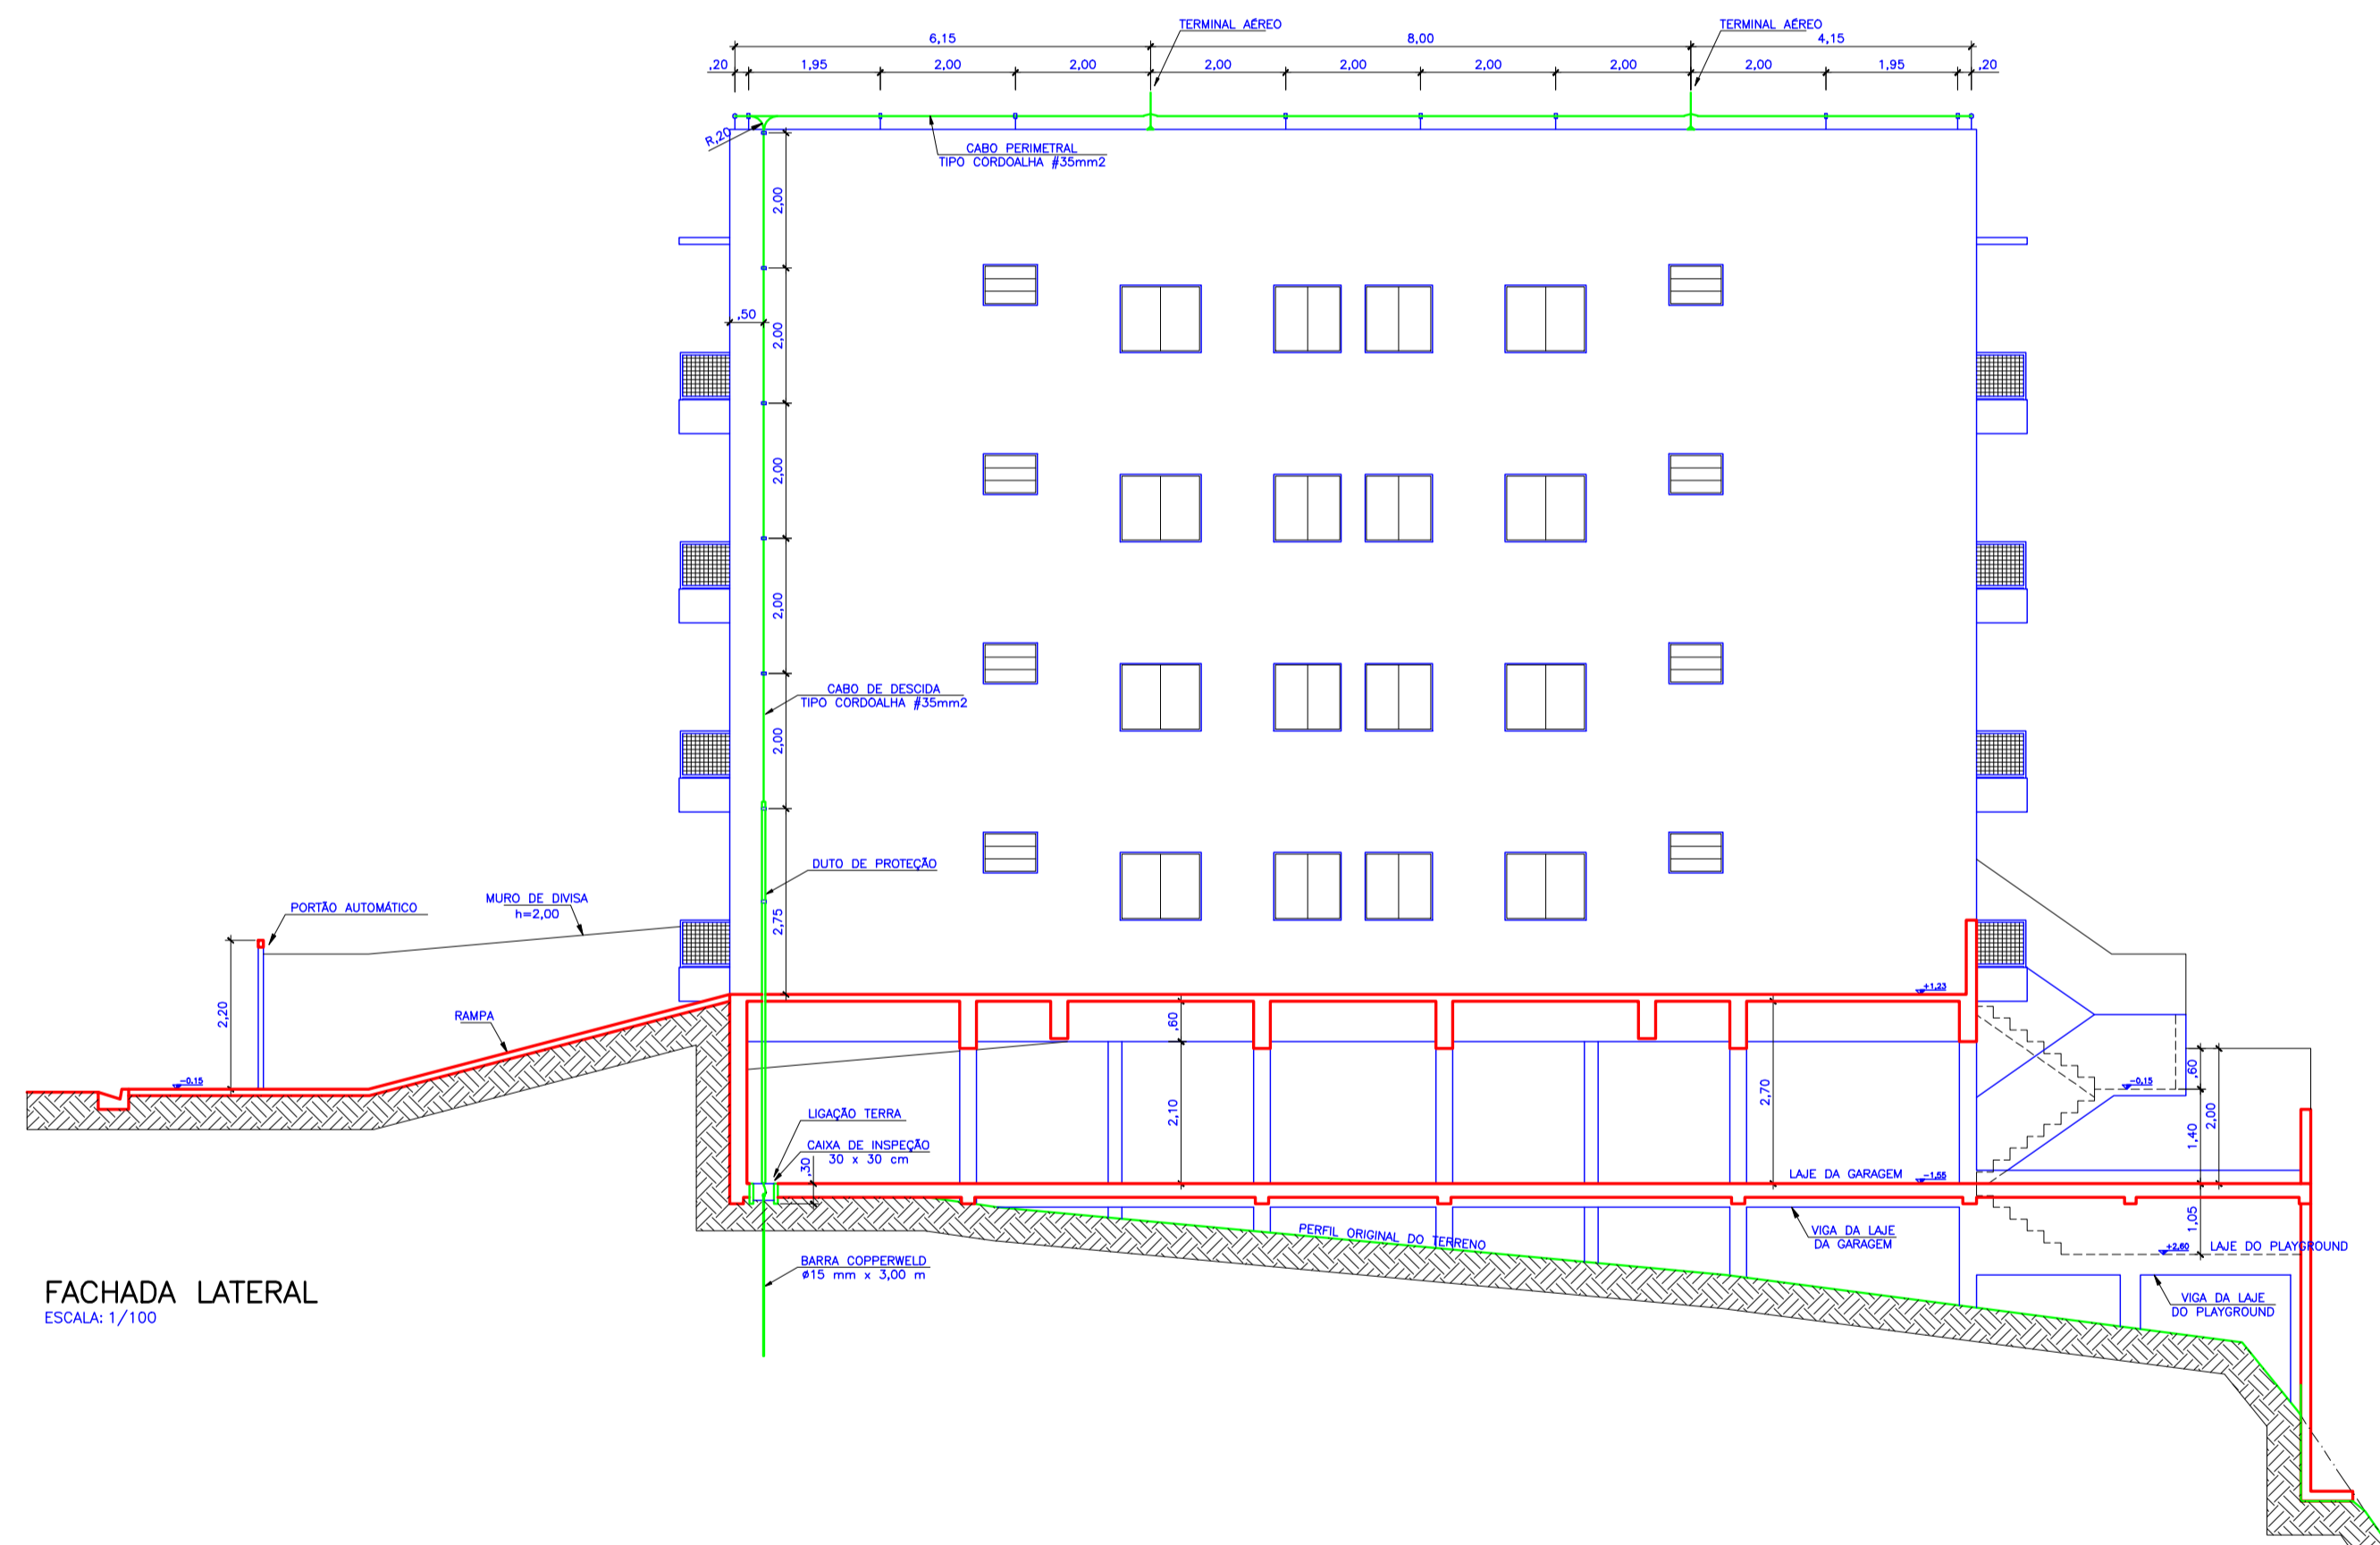 TERMINAL AÉREO
TERMINAL AÉREO
6,15
8,00
4,15
,20
1,95
2,00
2,00
2,00
2,00
2,00
2,00
2,00
1,95
,20
R,20
CABO PERIMETRAL
TIPO CORDOALHA #35mm2
2,00
,50
2,00
2,00
2,00
CABO DE DESCIDA
TIPO CORDOALHA #35mm2
2,00
DUTO DE PROTEÇÃO
2,75
PORTÃO AUTOMÁTICO
MURO DE DIVISA
h=2,00
2,20
RAMPA
-0,15
+1,23
,60
2,70
2,10
LIGAÇÃO TERRA
CAIXA DE INSPEÇÃO
30 x 30 cm
,30
LAJE DA GARAGEM
-1,55
,60
-0,15
2,00
1,40
1,05
PERFIL ORIGINAL DO TERRENO
VIGA DA LAJE
DA GARAGEM
+2,60
LAJE DO PLAYGROUND
BARRA COPPERWELD
ø15 mm x 3,00 m
VIGA DA LAJE
DO PLAYGROUND
FACHADA LATERAL
ESCALA: 1/100